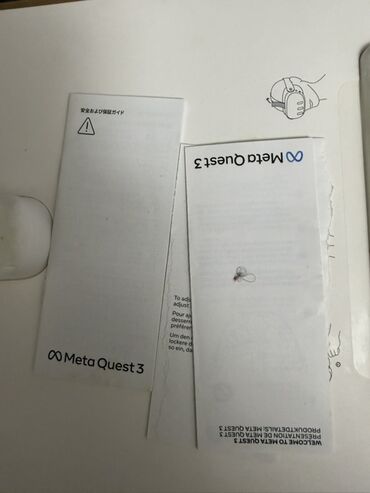 安全および保証ガイド
Meta Quest 3
Meta Quest 3
WELCOME TO META QUEST 3
PRÉSENTATION DE META QUEST 3
PRODUKTDETAILS: META QUEST 3
To adj
adjust
Pour aj
desserre
préféren
Um den
lockere d
so ein, da